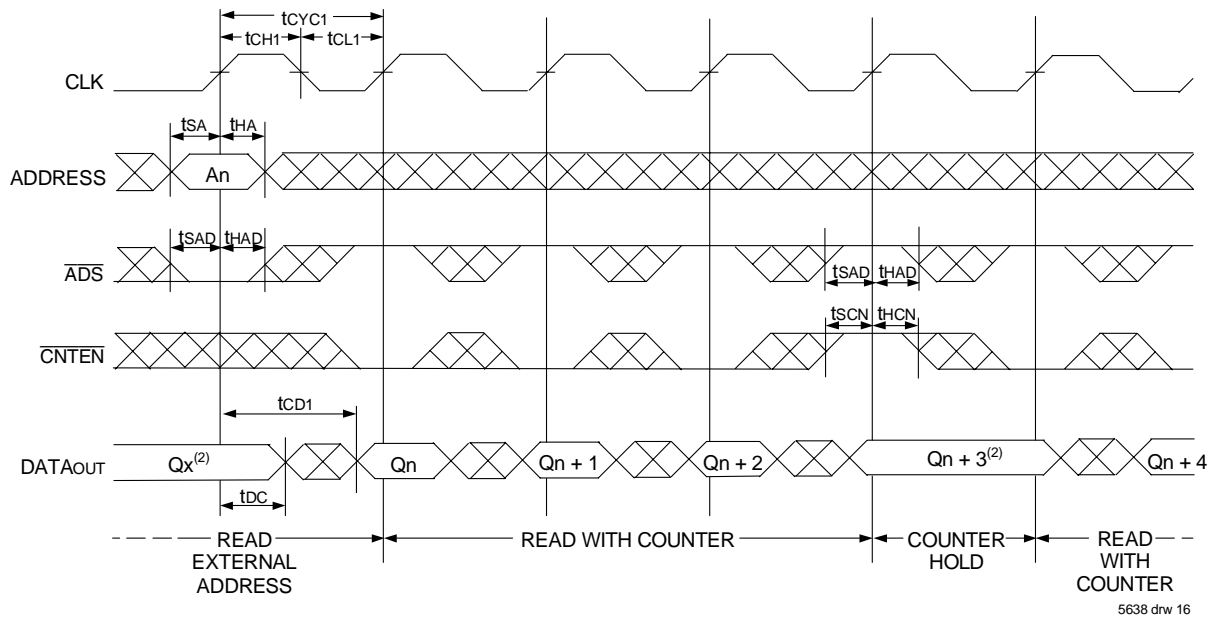 tCYC1
tCH1 tCL1
CLK
tSA tHA
ADDRESS An
tSAD tHAD
ADS
tSAD tHAD
tSCN tHCN
CNTEN
tCD1
DATAOUT Qx(2) Qn Qn + 1 Qn + 2 Qn + 3(2) Qn + 4
tDC
READ EXTERNAL ADDRESS
READ WITH COUNTER
COUNTER HOLD
READ WITH COUNTER
5638 drw 16